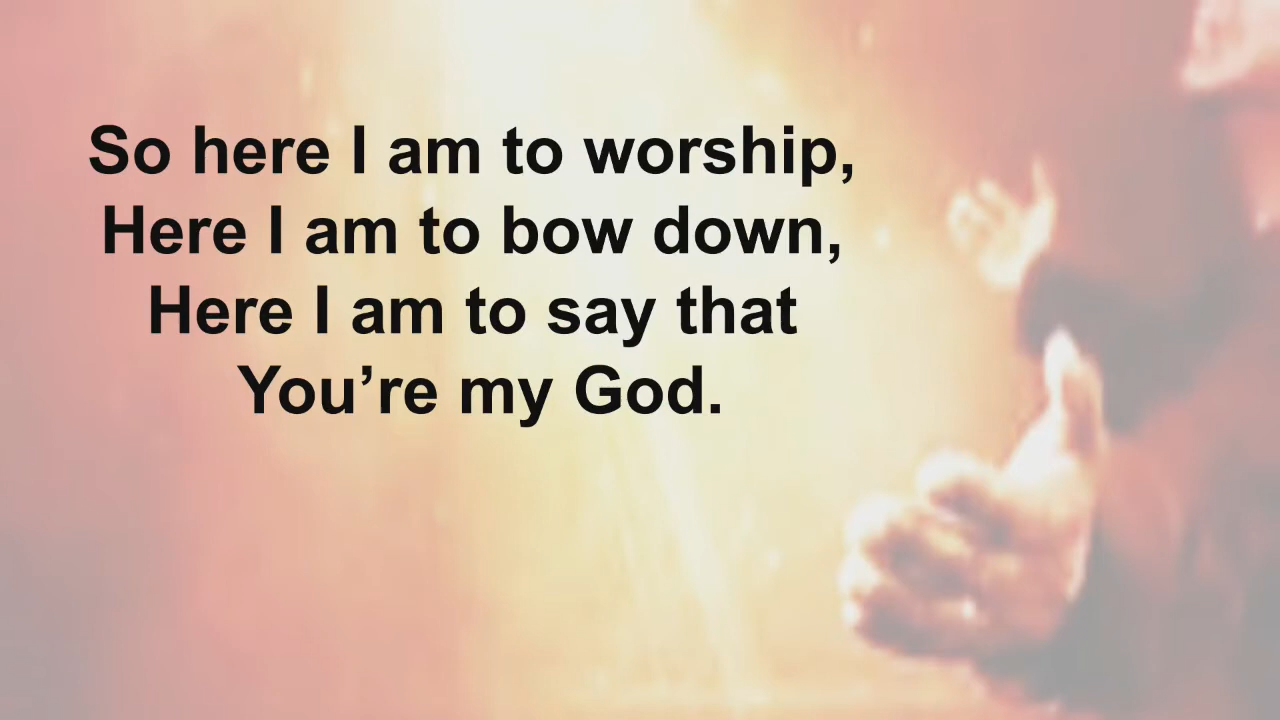 So here I am to worship,
Here I am to bow down,
Here I am to say that
You’re my God.